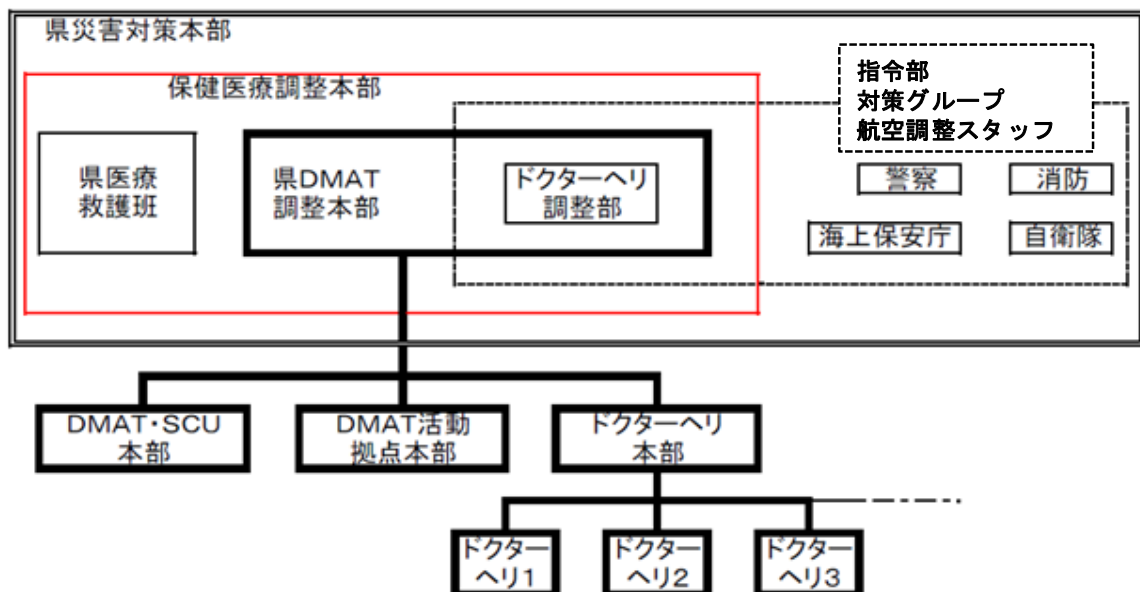 県災害対策本部
保健医療調整本部
指令部
対策グループ
航空調整スタッフ
県医療
救護班
県DMAT
調整本部
ドクターヘリ
調整部
警察
消防
海上保安庁
自衛隊
DMAT・SCU
本部
DMAT活動
拠点本部
ドクターヘリ
本部
ドクター
ヘリ1
ドクター
ヘリ2
ドクター
ヘリ3